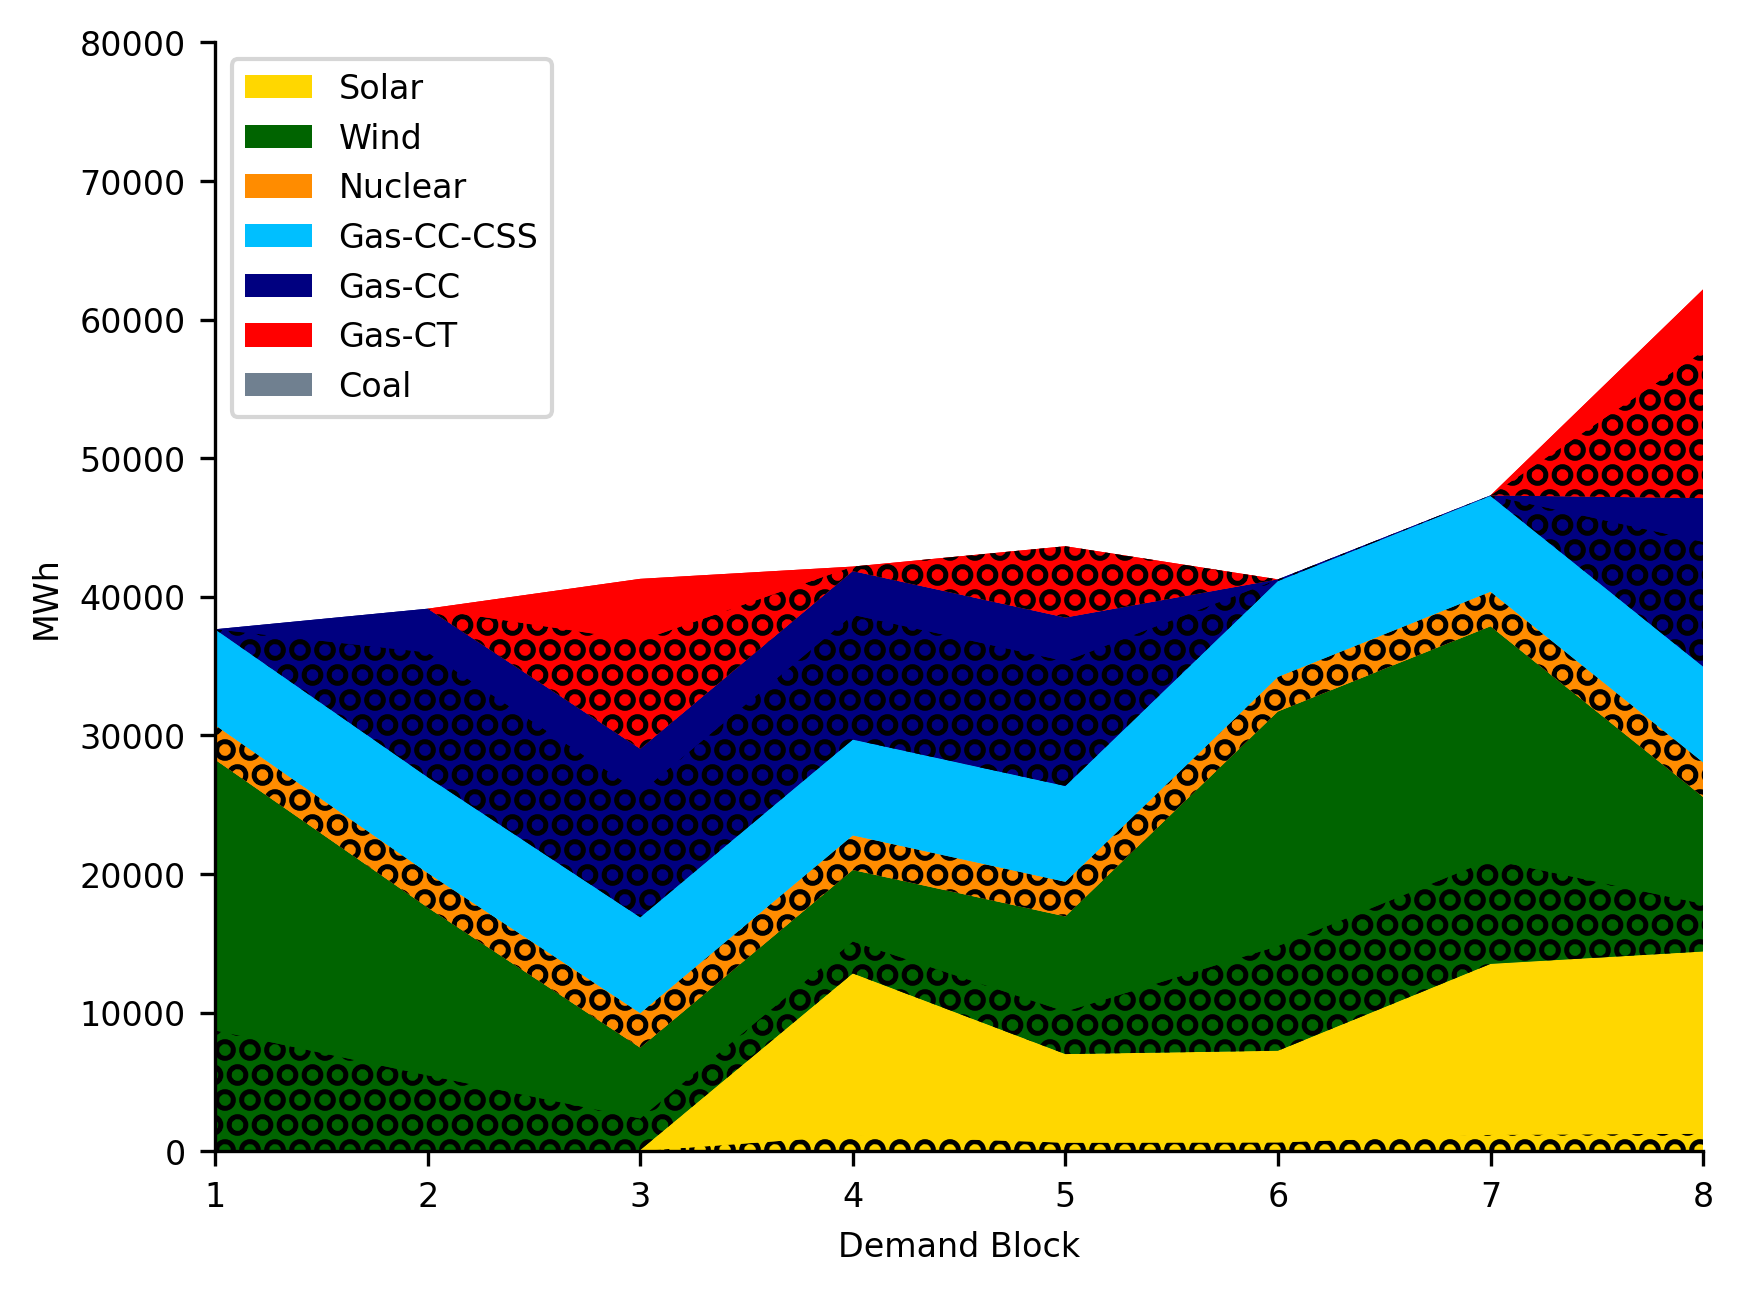 80000
70000
60000
50000
40000
30000
20000
10000
0
MWh
Solar
Wind
Nuclear
Gas-CC-CSS
Gas-CC
Gas-CT
Coal
1 2 3 4 5 6 7 8
Demand Block